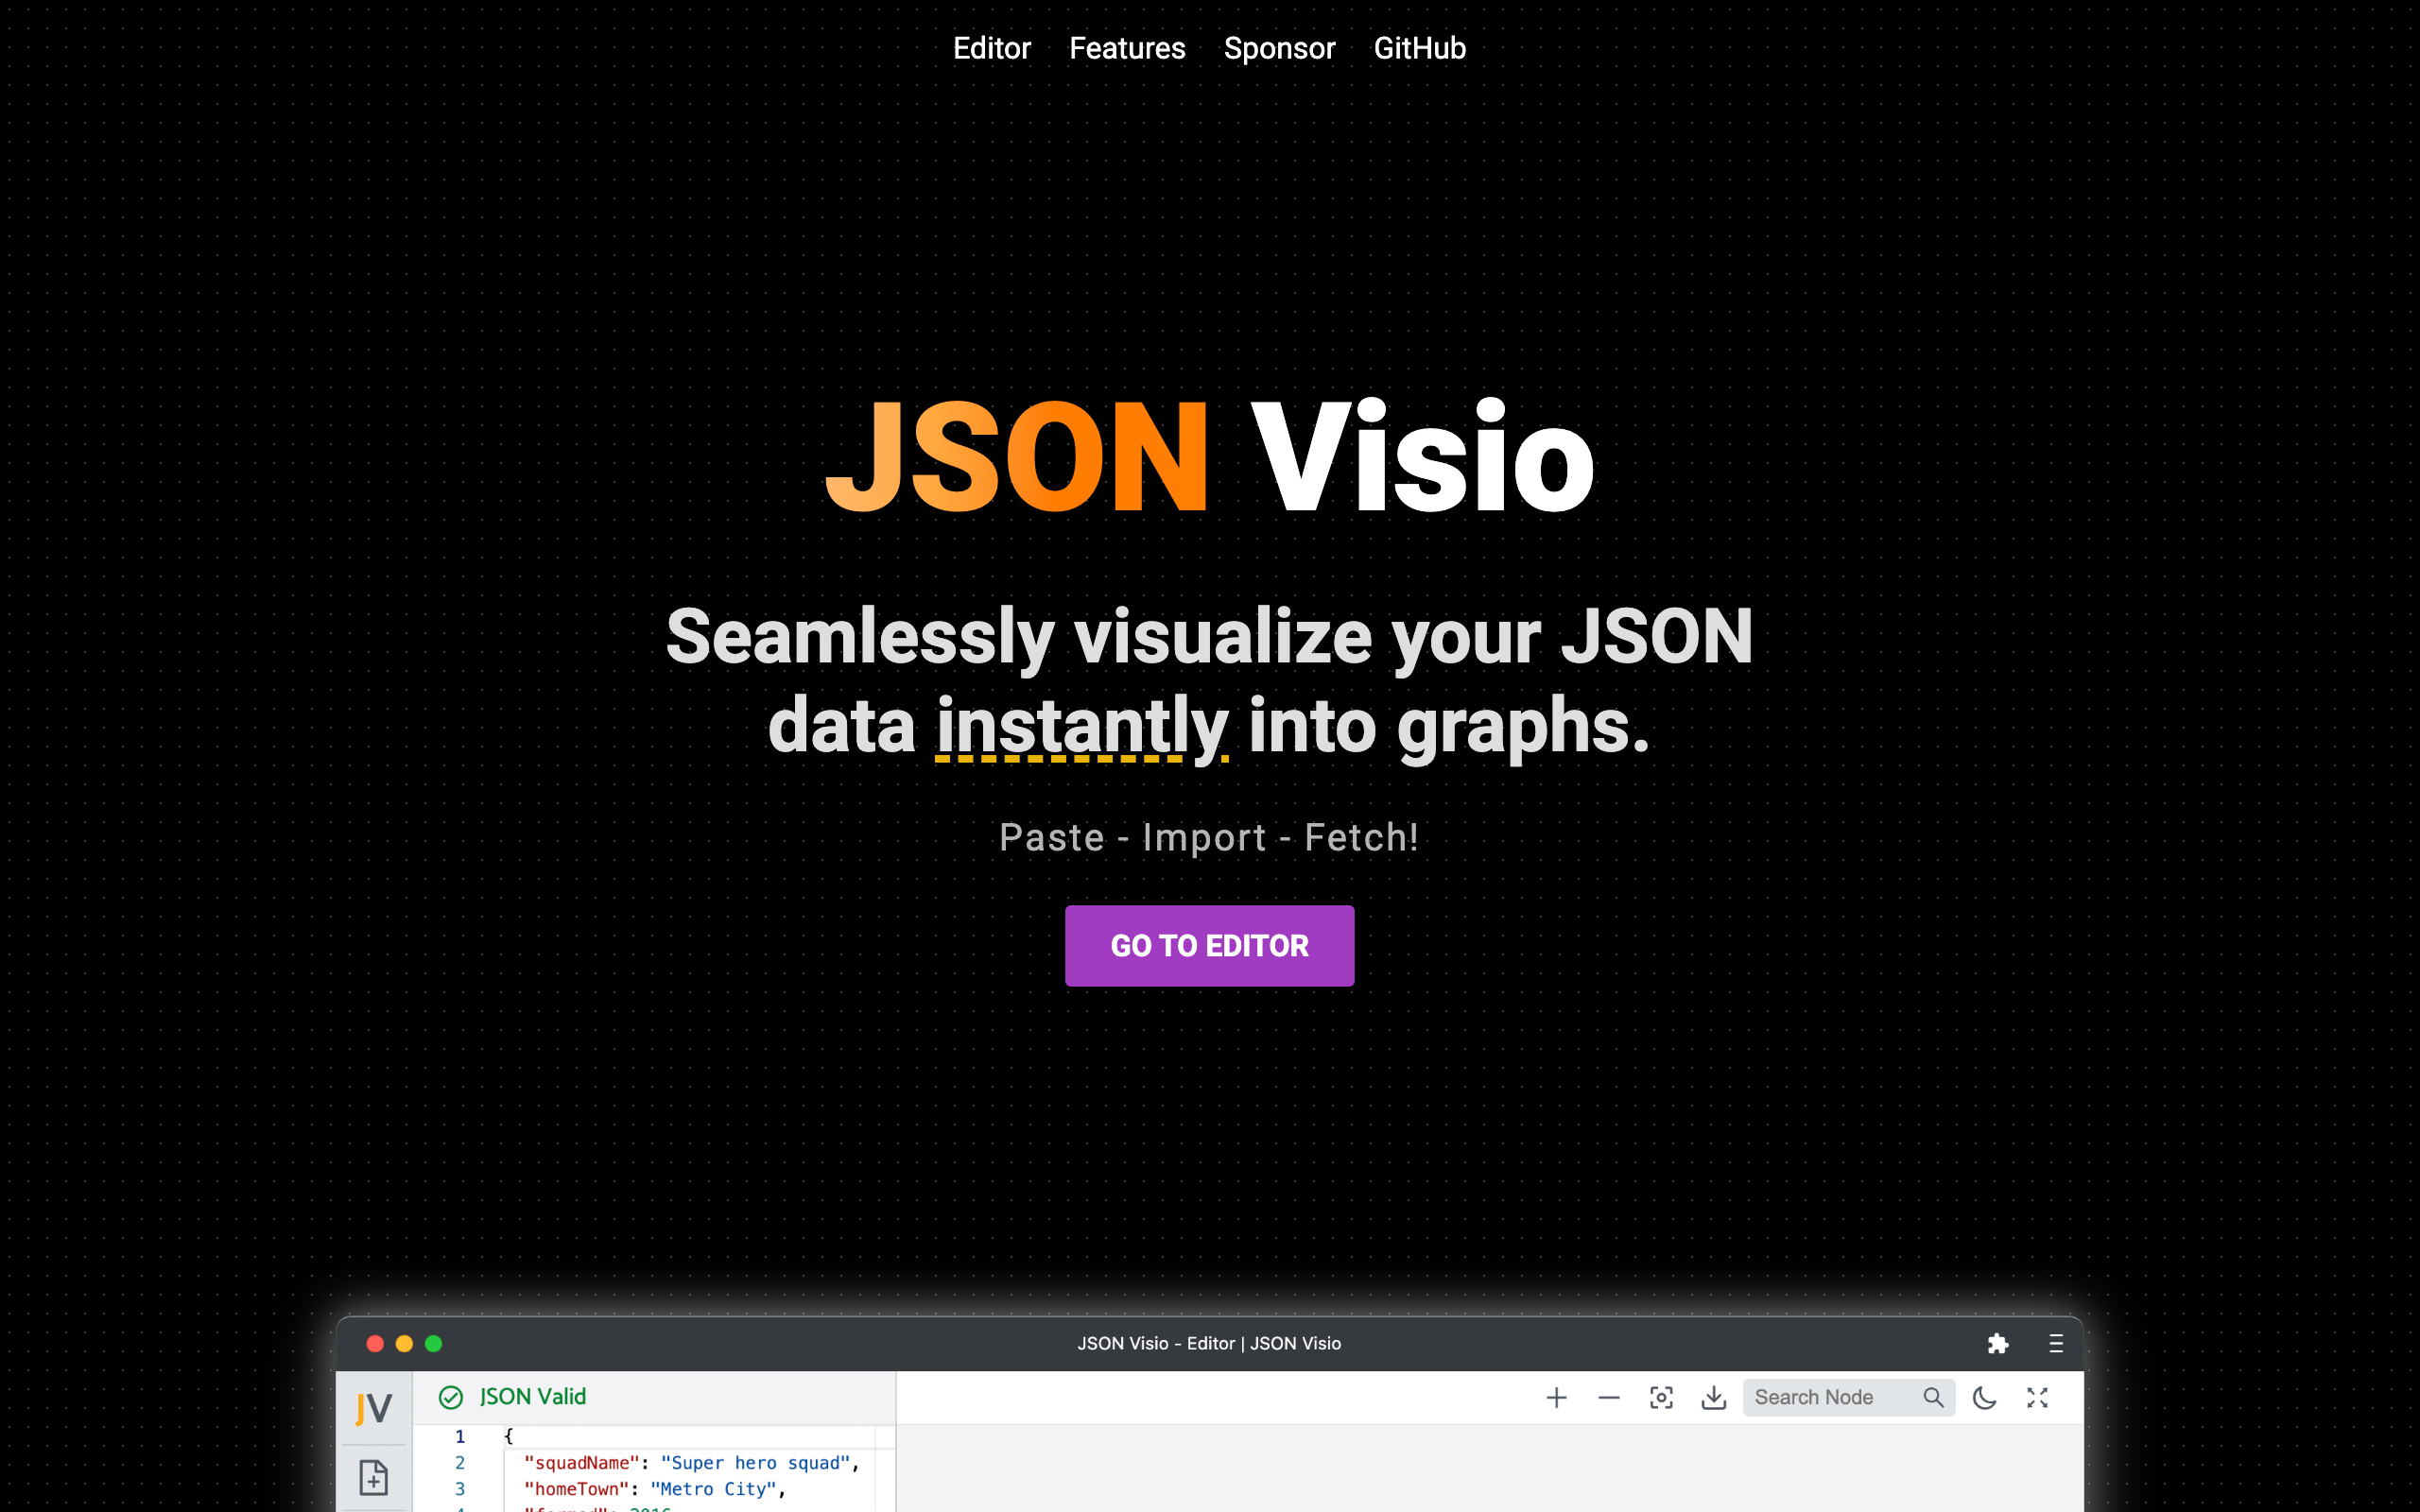 Editor Features Sponsor GitHub
JSON Visio
Seamlessly visualize your JSON
data instantly into graphs.
Paste - Import - Fetch!
GO TO EDITOR
JSON Visio - Editor | JSON Visio
JV
JSON Valid
Search Node
1 {
2 "squadName": "Super hero squad",
3 "homeTown": "Metro City",